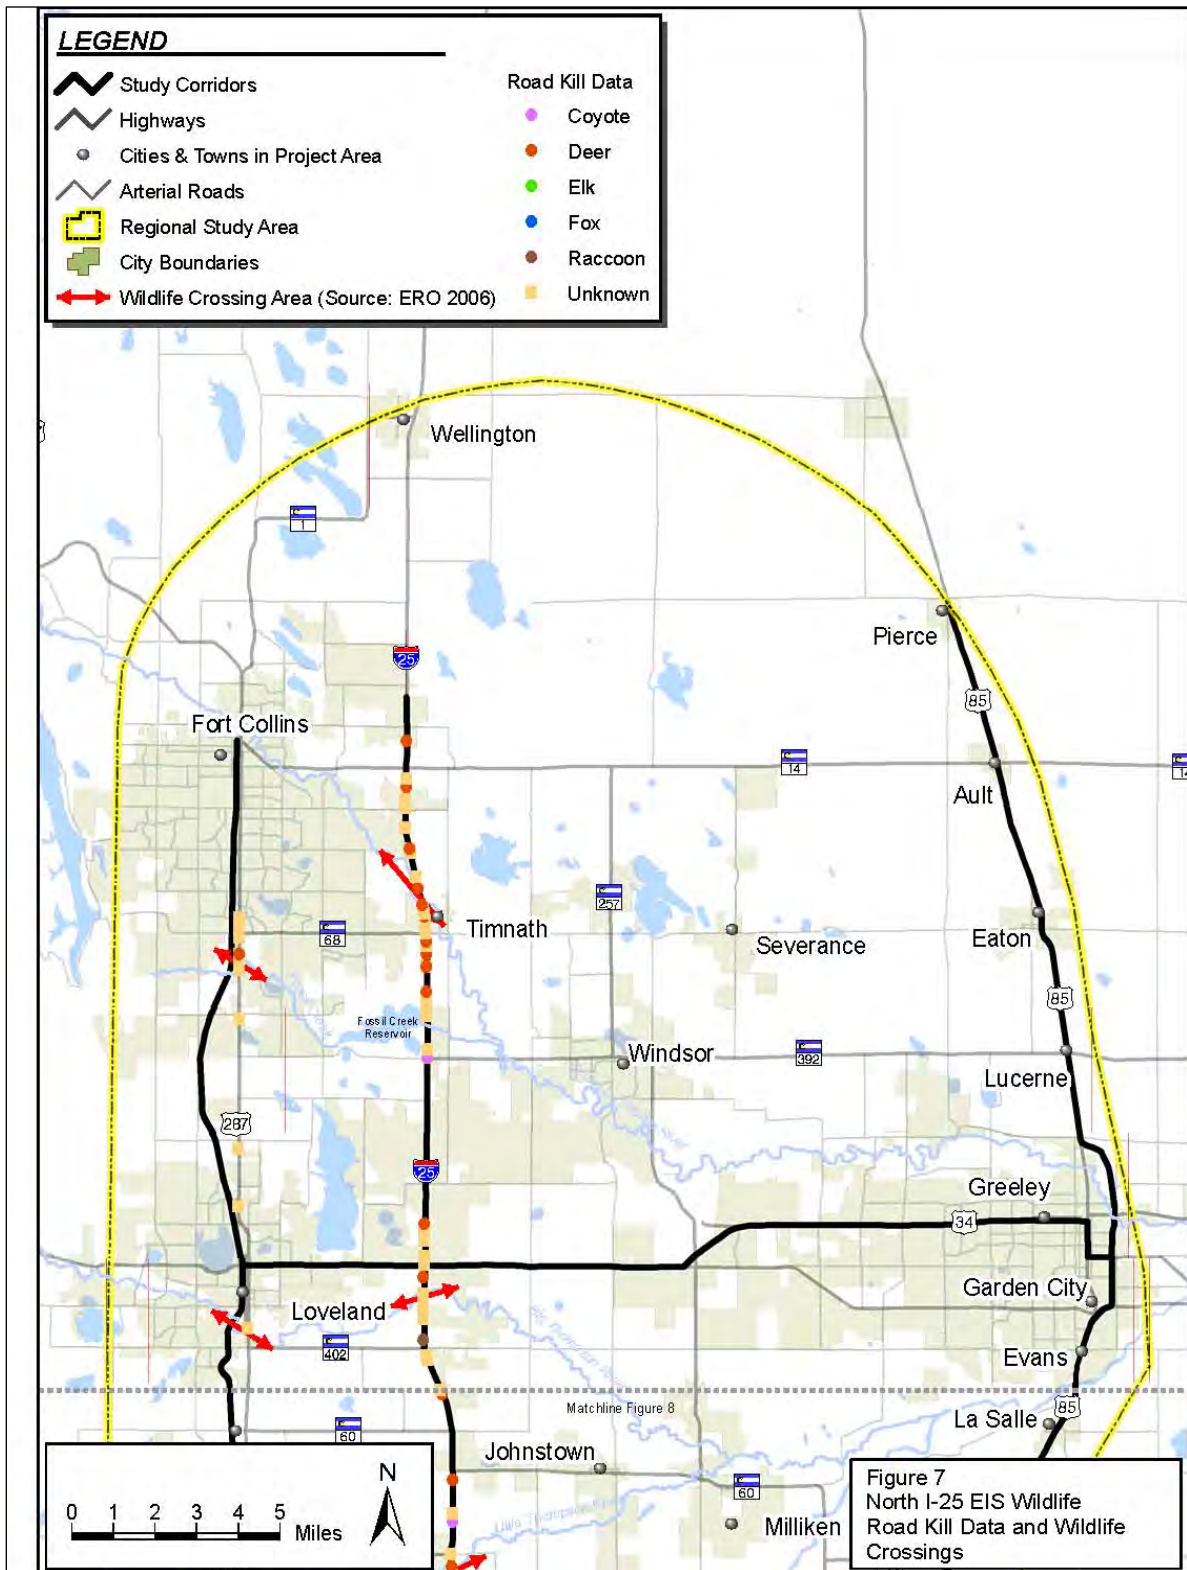 LEGEND
Study Corridors
Highways
Cities & Towns in Project Area
Arterial Roads
Regional Study Area
City Boundaries
Wildlife Crossing Area (Source: ERO 2006)
Road Kill Data
Coyote
Deer
Elk
Fox
Raccoon
Unknown
Wellington
1
25
Pierce
85
Fort Collins
14
14
Ault
257
Timnath
68
Severance
Eaton
85
Fossil Creek
Reservoir
Windsor
392
Lucerne
287
25
Greeley
34
Garden City
Loveland
402
Evans
Matchline Figure 8
La Salle
85
60
Johnstown
60
Milliken
Little Thompson River
0 1 2 3 4 5
Miles
N
Figure 7
North I-25 EIS Wildlife
Road Kill Data and Wildlife
Crossings